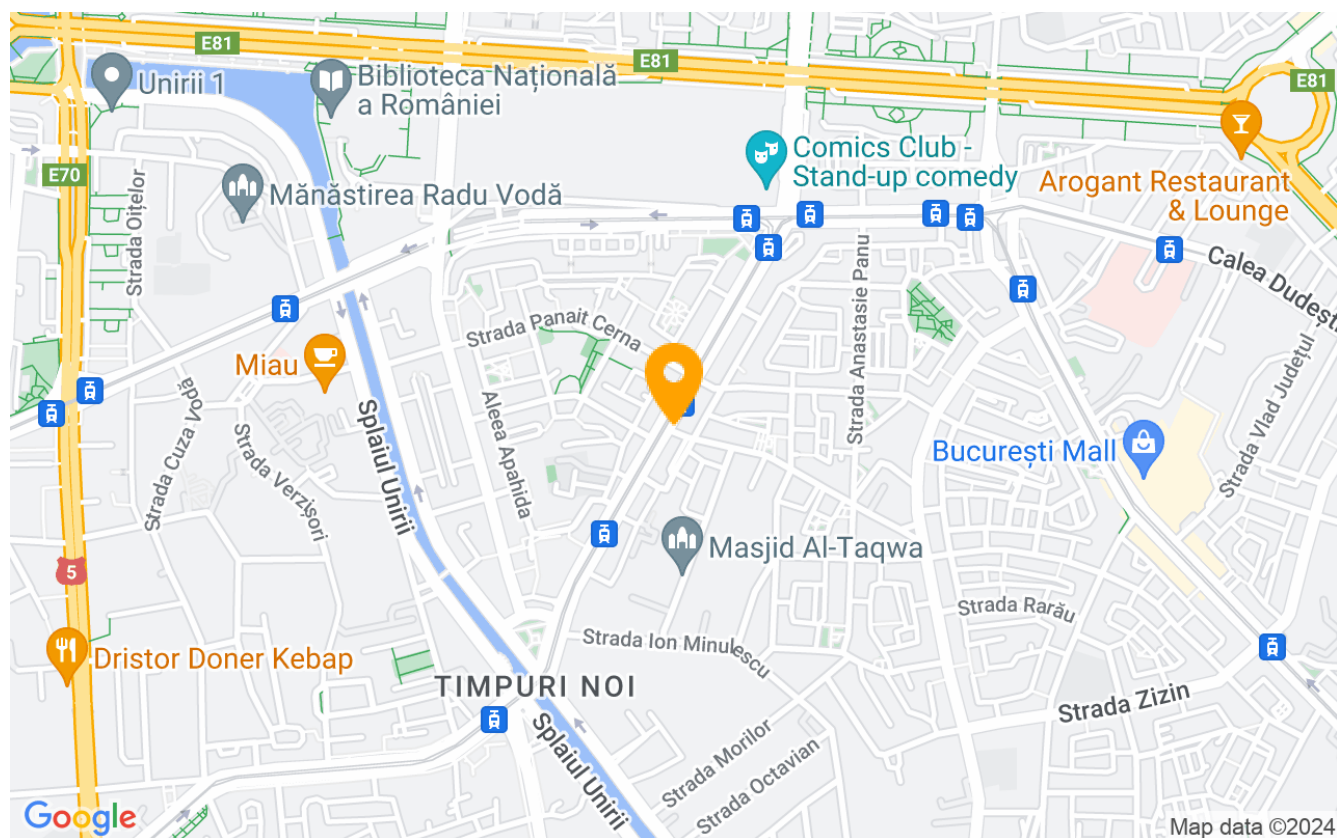 E81
E81
E81
Unirii 1
Biblioteca Națională
a României
Comics Club -
Stand-up comedy
Arogant Restaurant
& Lounge
E70
Strada Oițelor
Mănăstirea Radu Vodă
Calea Dudești
Strada Anastasie Panu
Strada Panait Cerna
Miau
Strada Vlad Județul
Aleea Apahida
Splaiul Unirii
Strada Cuza Vodă
Strada Verzișori
București Mall
Masjid Al-Taqwa
5
Strada Rarău
Strada Ion Minulescu
Dristor Doner Kebap
TIMPURI NOI
Strada Zizin
Splaiul Unirii
Strada Morilor
Strada Octavian
Google
Map data ©2024